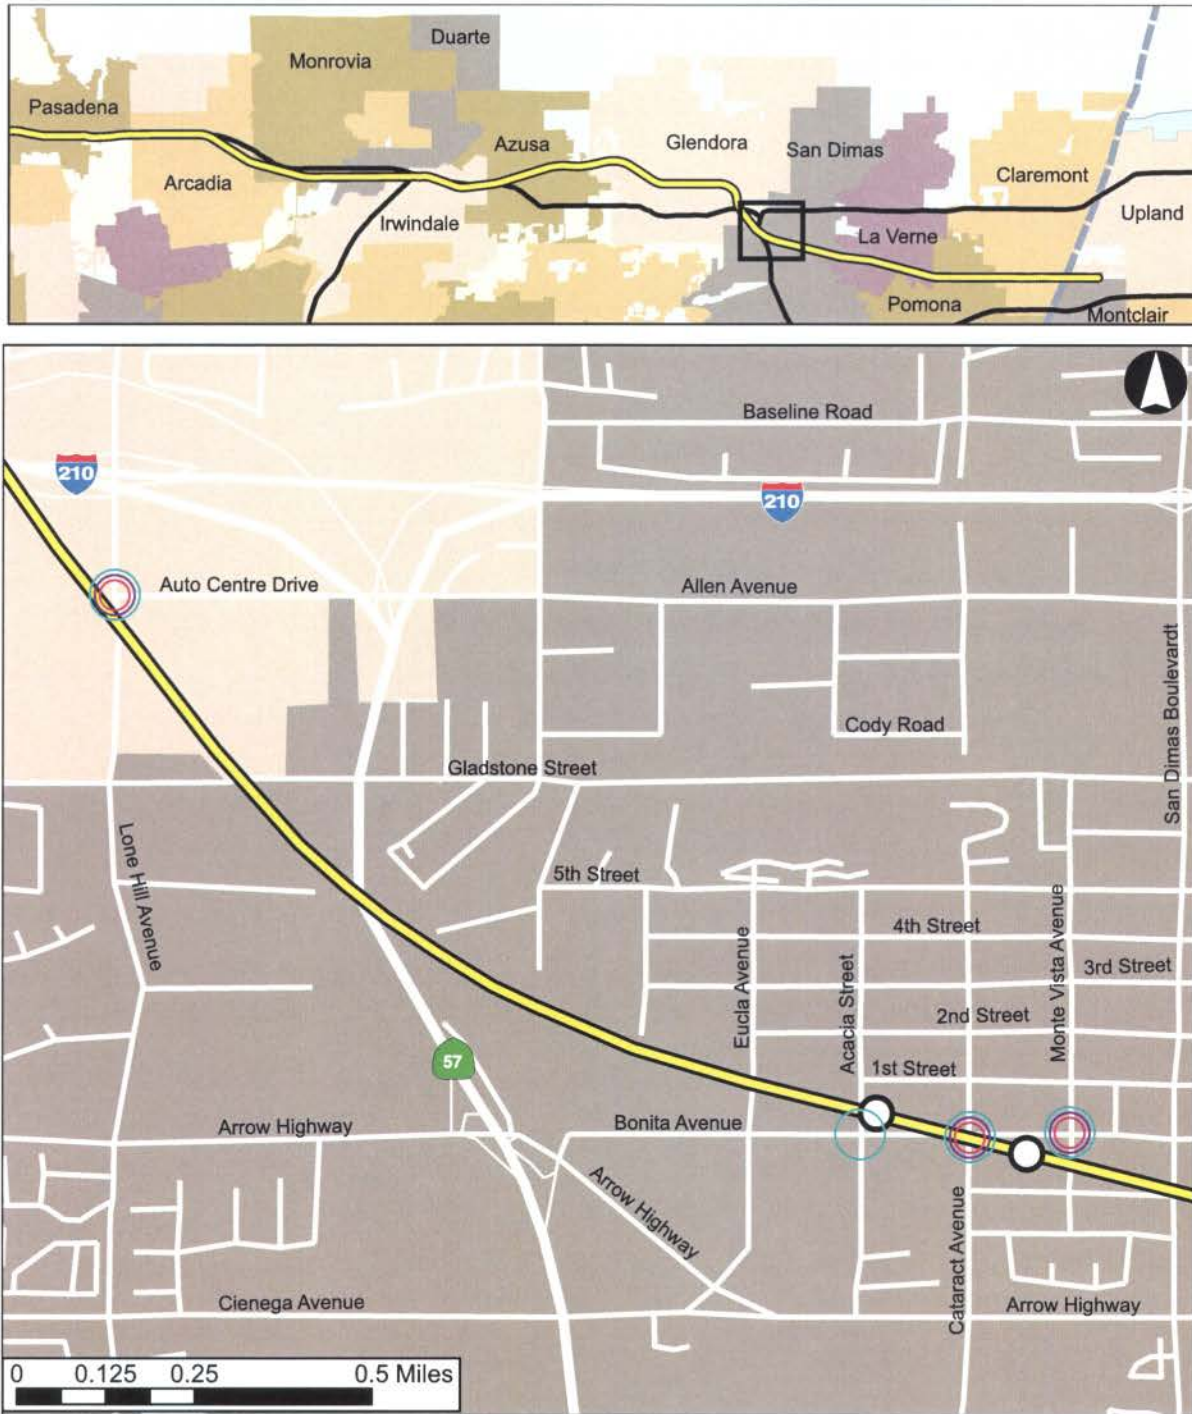 Duarte
Monrovia
Pasadena
Azusa
Glendora
San Dimas
Arcadia
Claremont
Irwindale
Upland
La Verne
Pomona
Montclair
Baseline Road
210
210
Auto Centre Drive
Allen Avenue
San Dimas Boulevardt
Cody Road
Gladstone Street
Lone Hill Avenue
5th Street
4th Street
Eucla Avenue
Acacia Street
Monte Vista Avenue
3rd Street
2nd Street
57
1st Street
Arrow Highway
Bonita Avenue
Arrow Highway
Cataract Avenue
Cienega Avenue
Arrow Highway
0 0.125 0.25 0.5 Miles